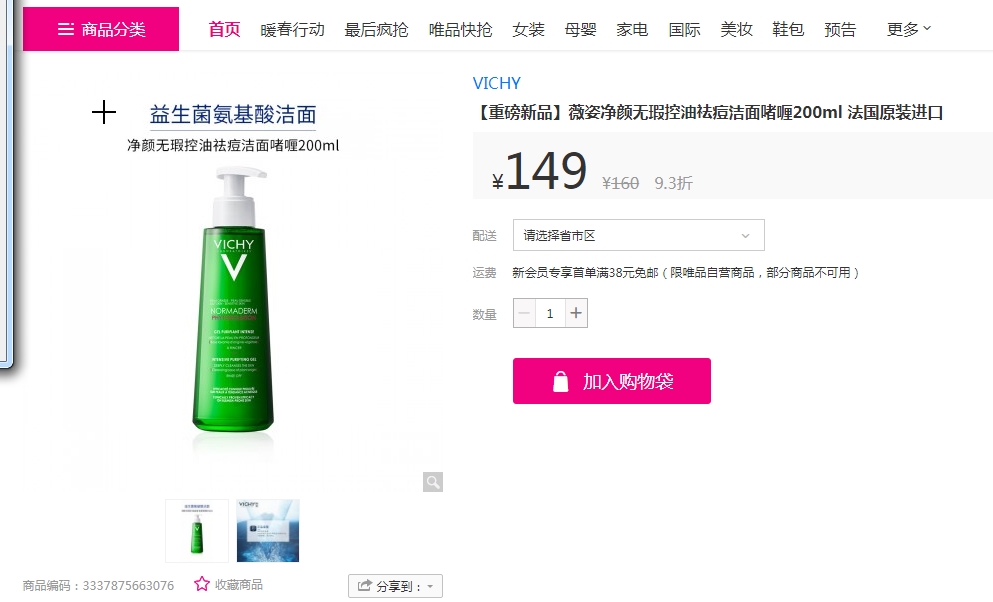 商品分类 首页 暖春行动 最后疯抢 唯品快抢 女装 母婴 家电 国际 美妆 鞋包 预告 更多
VICHY
【重磅新品】薇姿净颜无瑕控油祛痘洁面啫喱200ml 法国原装进口
¥149 ¥160 9.3折
配送 请选择省市区
运费 新会员专享首单满38元免邮（限唯品自营商品，部分商品不可用）
数量 1
加入购物袋
益生菌氨基酸洁面
净颜无瑕控油祛痘洁面啫喱200ml
VICHY
NORMADERM
GEL PURIFIANT INTENSE
INTENSIVE PURIFYING GEL
VICHY
商品编码：3337875663076 收藏商品 分享到：